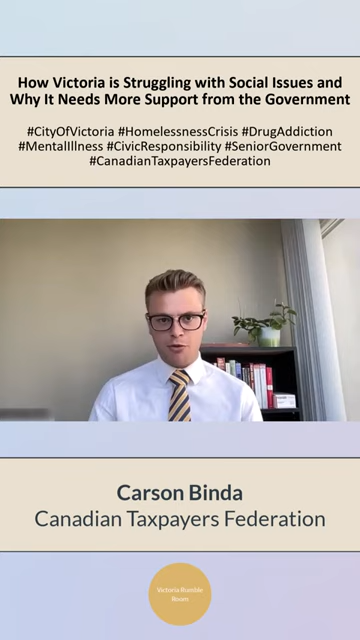 How Victoria is Struggling with Social Issues and
Why It Needs More Support from the Government
#CityOfVictoria #HomelessnessCrisis #DrugAddiction
#MentalIllness #CivicResponsibility #SeniorGovernment
#CanadianTaxpayersFederation
Carson Binda
Canadian Taxpayers Federation
Victoria Rumble
Room